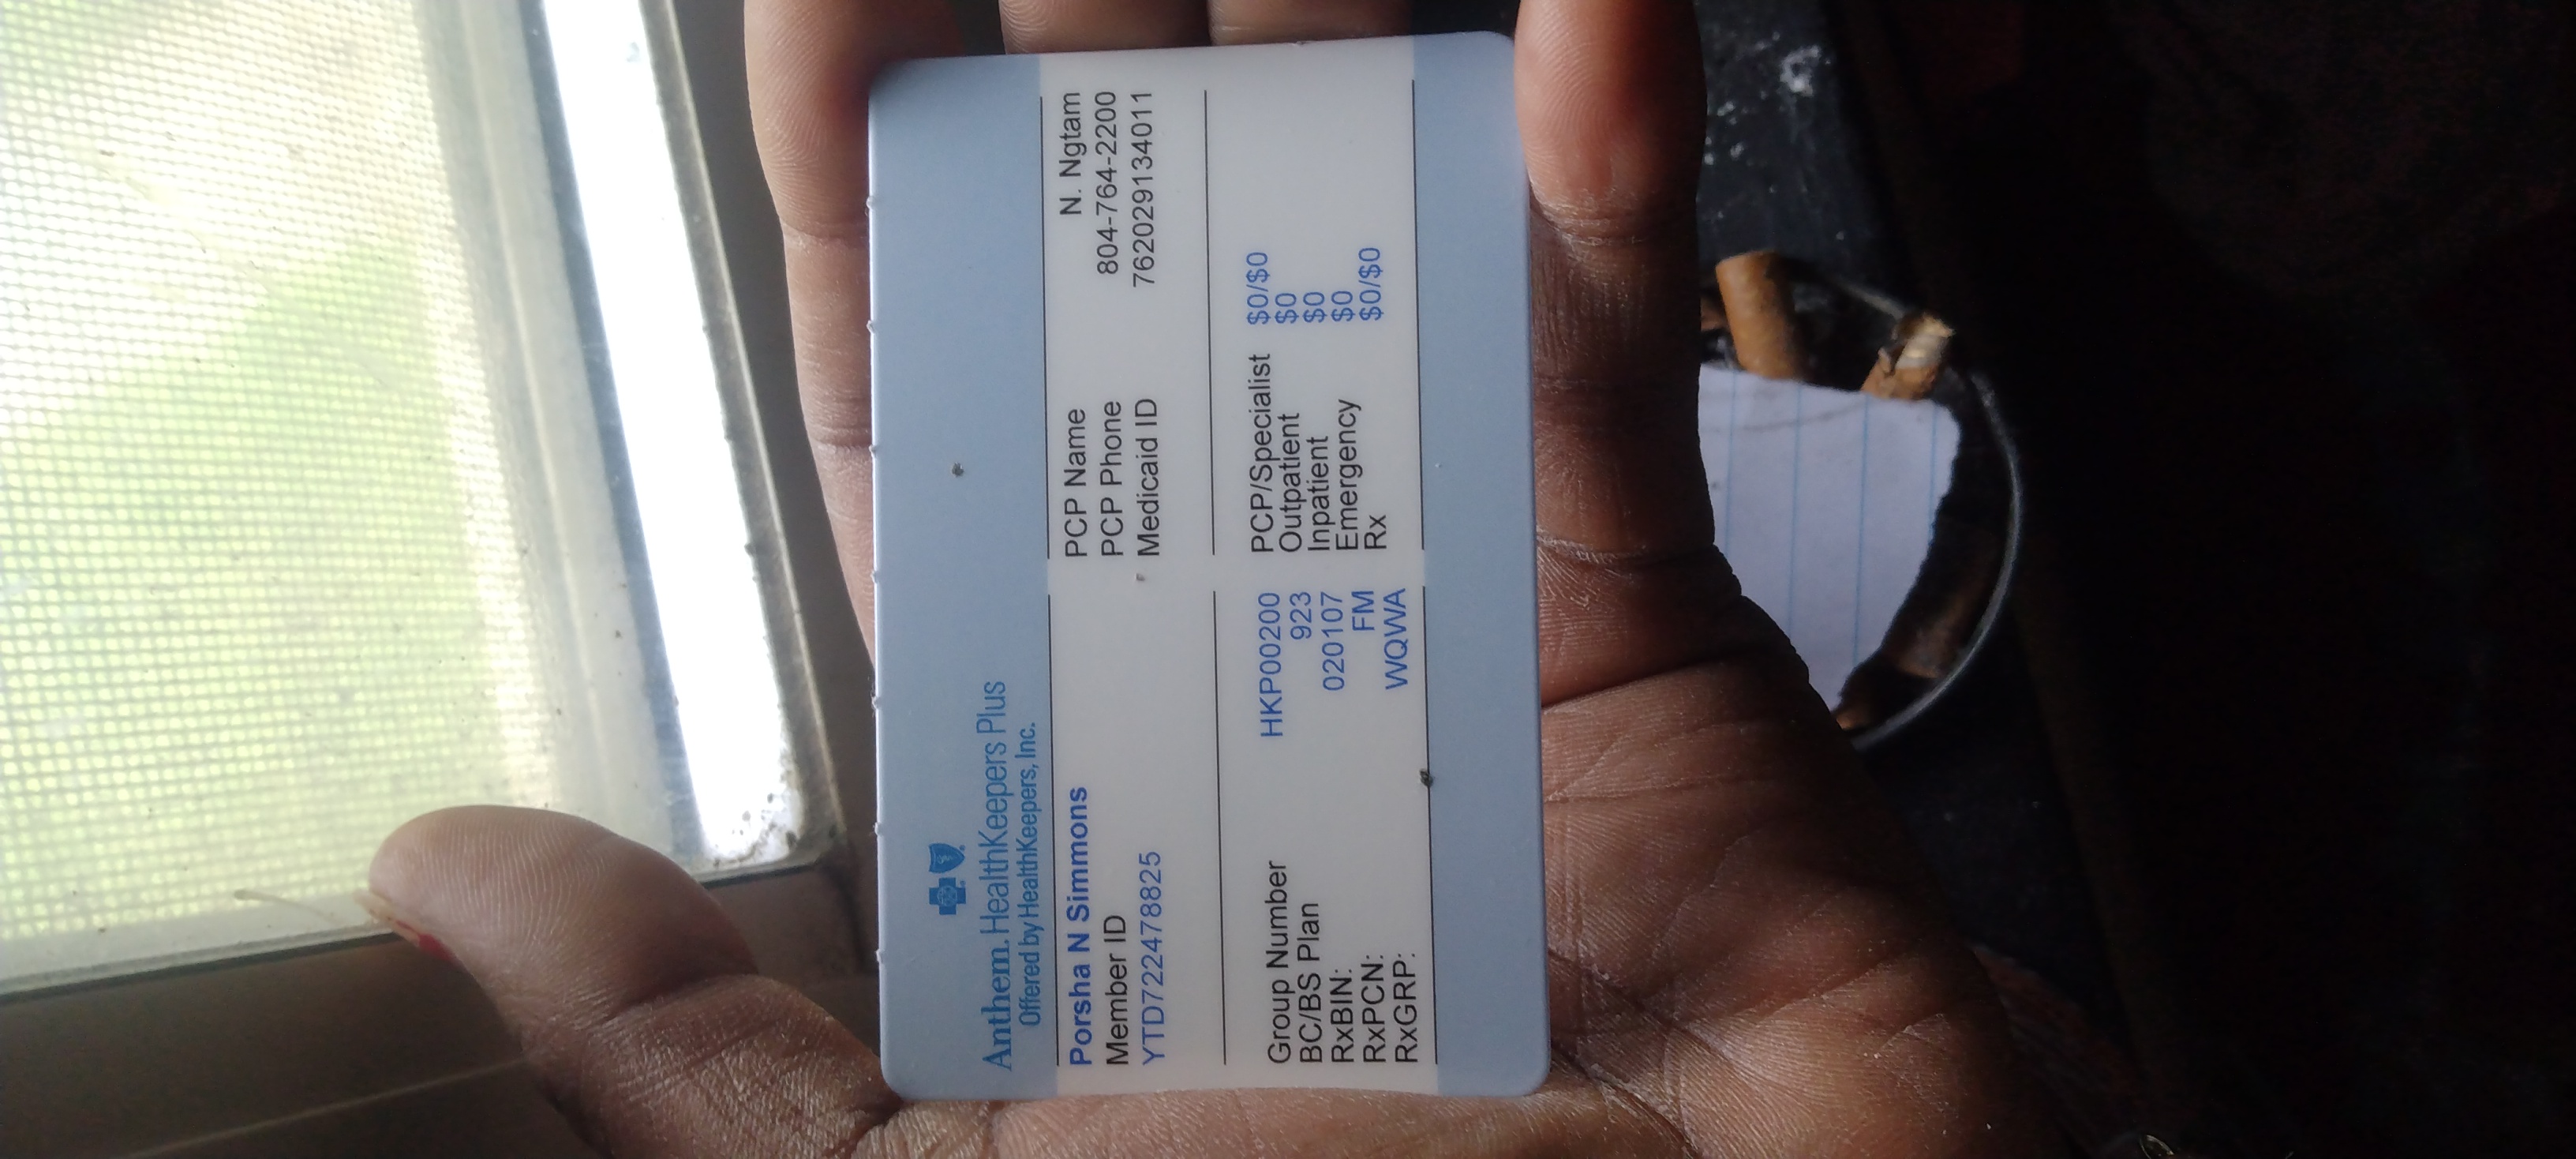 Anthem. HealthKeepers Plus
Offered by HealthKeepers, Inc.
Porsha N Simmons
Member ID
YTD722478825
PCP Name N. Ngtam
PCP Phone 804-764-2200
Medicaid ID 762029134011
Group Number HKP00200
BC/BS Plan 923
RxBIN: 020107
RxPCN: FM
RxGRP: WQWA
PCP/Specialist $0/$0
Outpatient $0
Inpatient $0
Emergency $0
Rx $0/$0